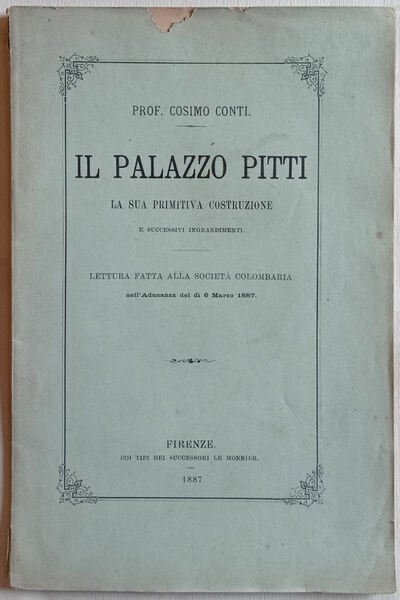 PROF. COSIMO CONTI.
IL PALAZZO PITTI
LA SUA PRIMITIVA COSTRUZIONE
E SUCCESSIVI INGRANDIMENTI.
LETTURA FATTA ALLA SOCIETÀ COLOMBARIA
nell'Adunanza del dì 6 Marzo 1887.
FIRENZE.
COI TIPI DEI SUCCESSORI LE MONNIER.
1887